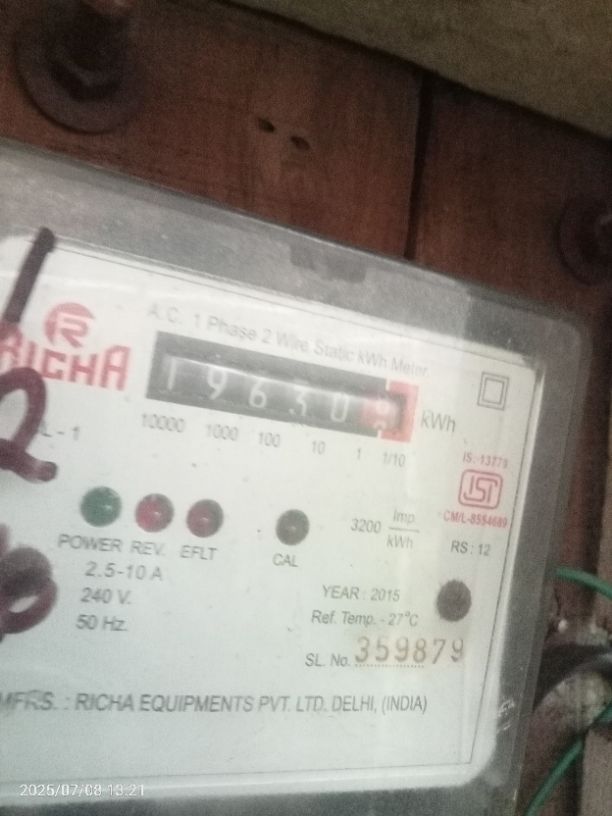 R
RICHA
A.C. 1 Phase 2 Wire Static kWh Meter.
19630 kWh
10000 1000 100 10 1 1/10
L-1
IS:13779
ISI
CM/L-8554689
3200 Imp. / kWh
RS : 12
POWER REV. EFLT CAL
2.5-10 A
240 V.
50 Hz.
YEAR : 2015
Ref. Temp. - 27°C
SL. No. 359879
MFRS. : RICHA EQUIPMENTS PVT. LTD. DELHI, (INDIA)
2025/07/08 13:21